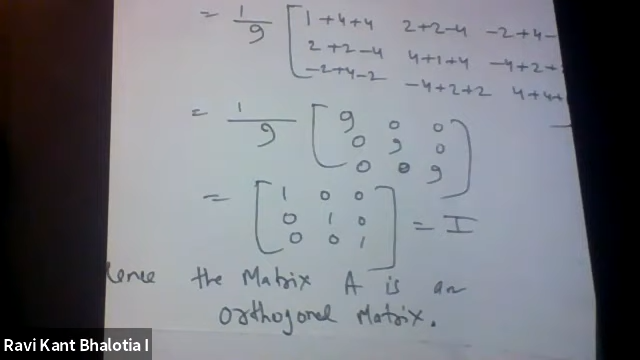 = 1/9 [ 1+4+4 2+2-4 -2+4-
2+2-4 4+1+4 -4+2+2
-2+4-2 -4+2+2 4+4+
= 1/9 [ 9 0 0
0 9 0
0 0 9 ]
= [ 1 0 0
0 1 0
0 0 1 ] = I
the Matrix A is an
Orthogonal Matrix.
Ravi Kant Bhalotia I